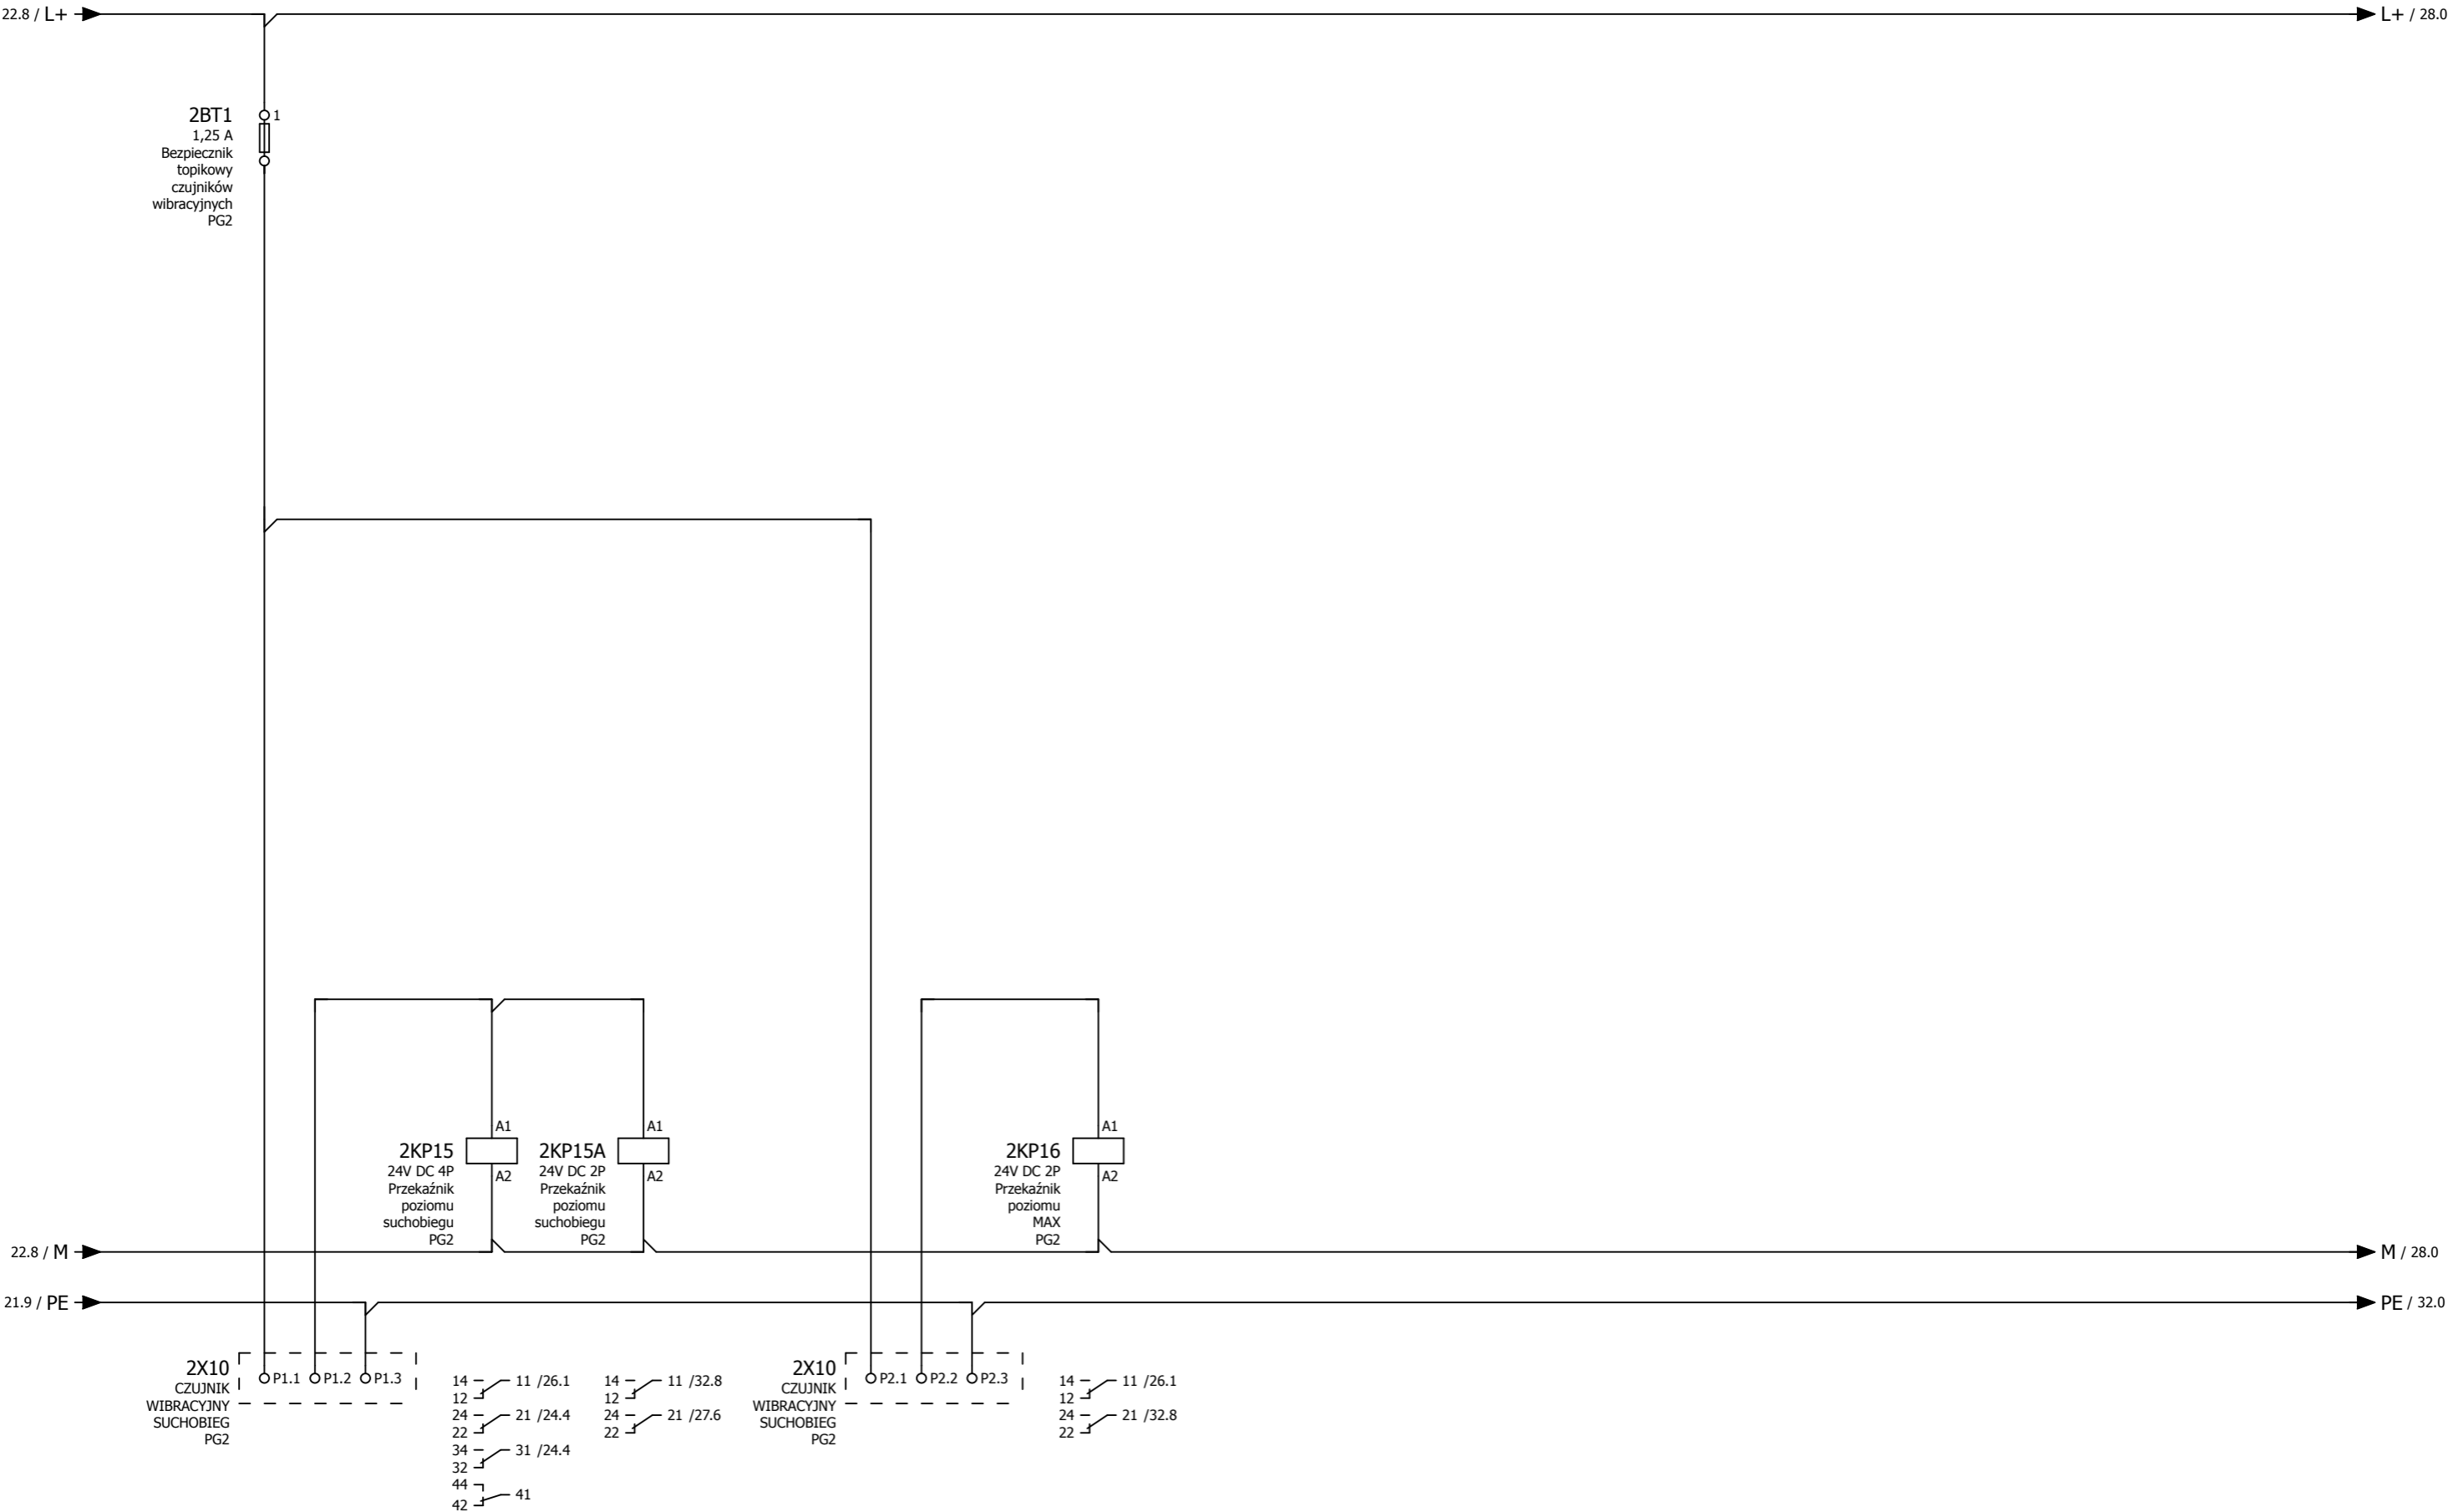 22.8 / L+
L+ / 28.0
2BT1
1,25 A
Bezpiecznik
topikowy
czujników
wibracyjnych
PG2
1
2KP15
24V DC 4P
Przekaźnik
poziomu
suchobiegu
PG2
A1
A2
2KP15A
24V DC 2P
Przekaźnik
poziomu
suchobiegu
PG2
A1
A2
2KP16
24V DC 2P
Przekaźnik
poziomu
MAX
PG2
A1
A2
22.8 / M
M / 28.0
21.9 / PE
PE / 32.0
2X10
CZUJNIK
WIBRACYJNY
SUCHOBIEG
PG2
P1.1 P1.2 P1.3
14 11 /26.1
12
24 21 /24.4
22
34 31 /24.4
32
44
41
42
14 11 /32.8
12
24 21 /27.6
22
2X10
CZUJNIK
WIBRACYJNY
SUCHOBIEG
PG2
P2.1 P2.2 P2.3
14 11 /26.1
12
24 21 /32.8
22